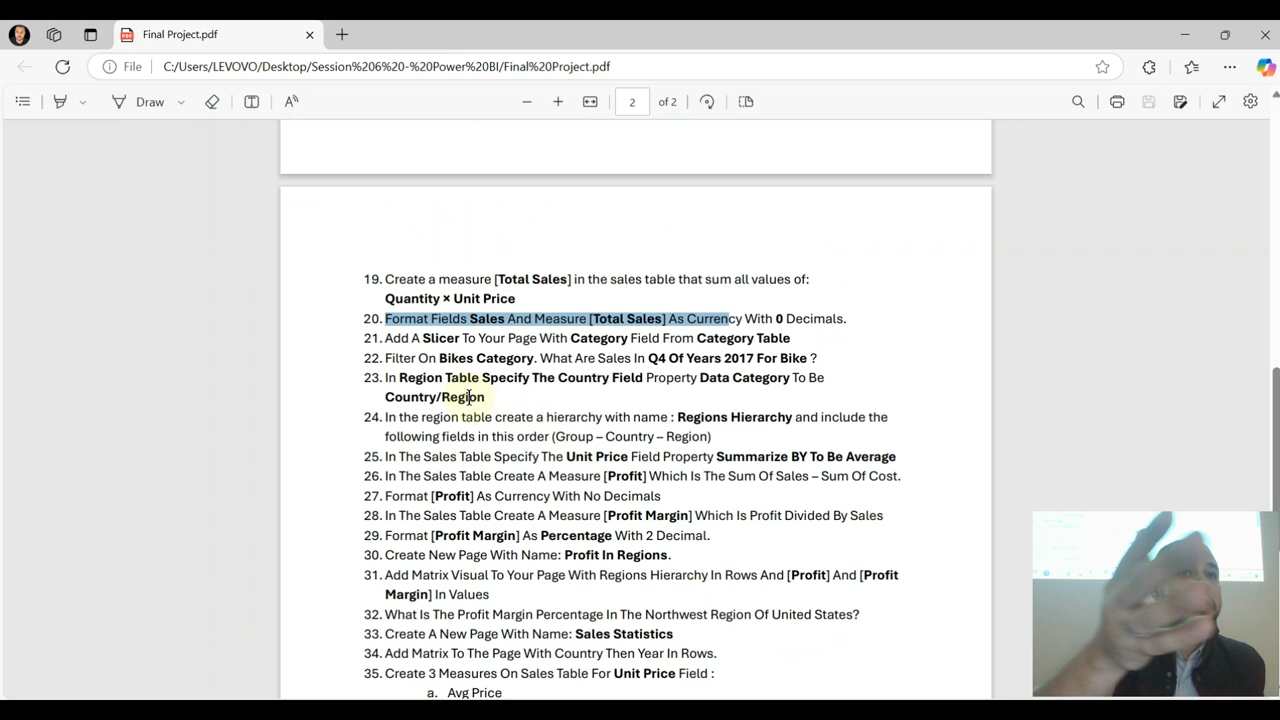 Final Project.pdf
File
C:/Users/LEVOVO/Desktop/Session%206%20-%20Power%20BI/Final%20Project.pdf
Draw
2 of 2
19. Create a measure [Total Sales] in the sales table that sum all values of:
Quantity × Unit Price
20. Format Fields Sales And Measure [Total Sales] As Currency With 0 Decimals.
21. Add A Slicer To Your Page With Category Field From Category Table
22. Filter On Bikes Category. What Are Sales In Q4 Of Years 2017 For Bike ?
23. In Region Table Specify The Country Field Property Data Category To Be
Country/Region
24. In the region table create a hierarchy with name : Regions Hierarchy and include the
following fields in this order (Group – Country – Region)
25. In The Sales Table Specify The Unit Price Field Property Summarize BY To Be Average
26. In The Sales Table Create A Measure [Profit] Which Is The Sum Of Sales – Sum Of Cost.
27. Format [Profit] As Currency With No Decimals
28. In The Sales Table Create A Measure [Profit Margin] Which Is Profit Divided By Sales
29. Format [Profit Margin] As Percentage With 2 Decimal.
30. Create New Page With Name: Profit In Regions.
31. Add Matrix Visual To Your Page With Regions Hierarchy In Rows And [Profit] And [Profit
Margin] In Values
32. What Is The Profit Margin Percentage In The Northwest Region Of United States?
33. Create A New Page With Name: Sales Statistics
34. Add Matrix To The Page With Country Then Year In Rows.
35. Create 3 Measures On Sales Table For Unit Price Field :
a. Avg Price